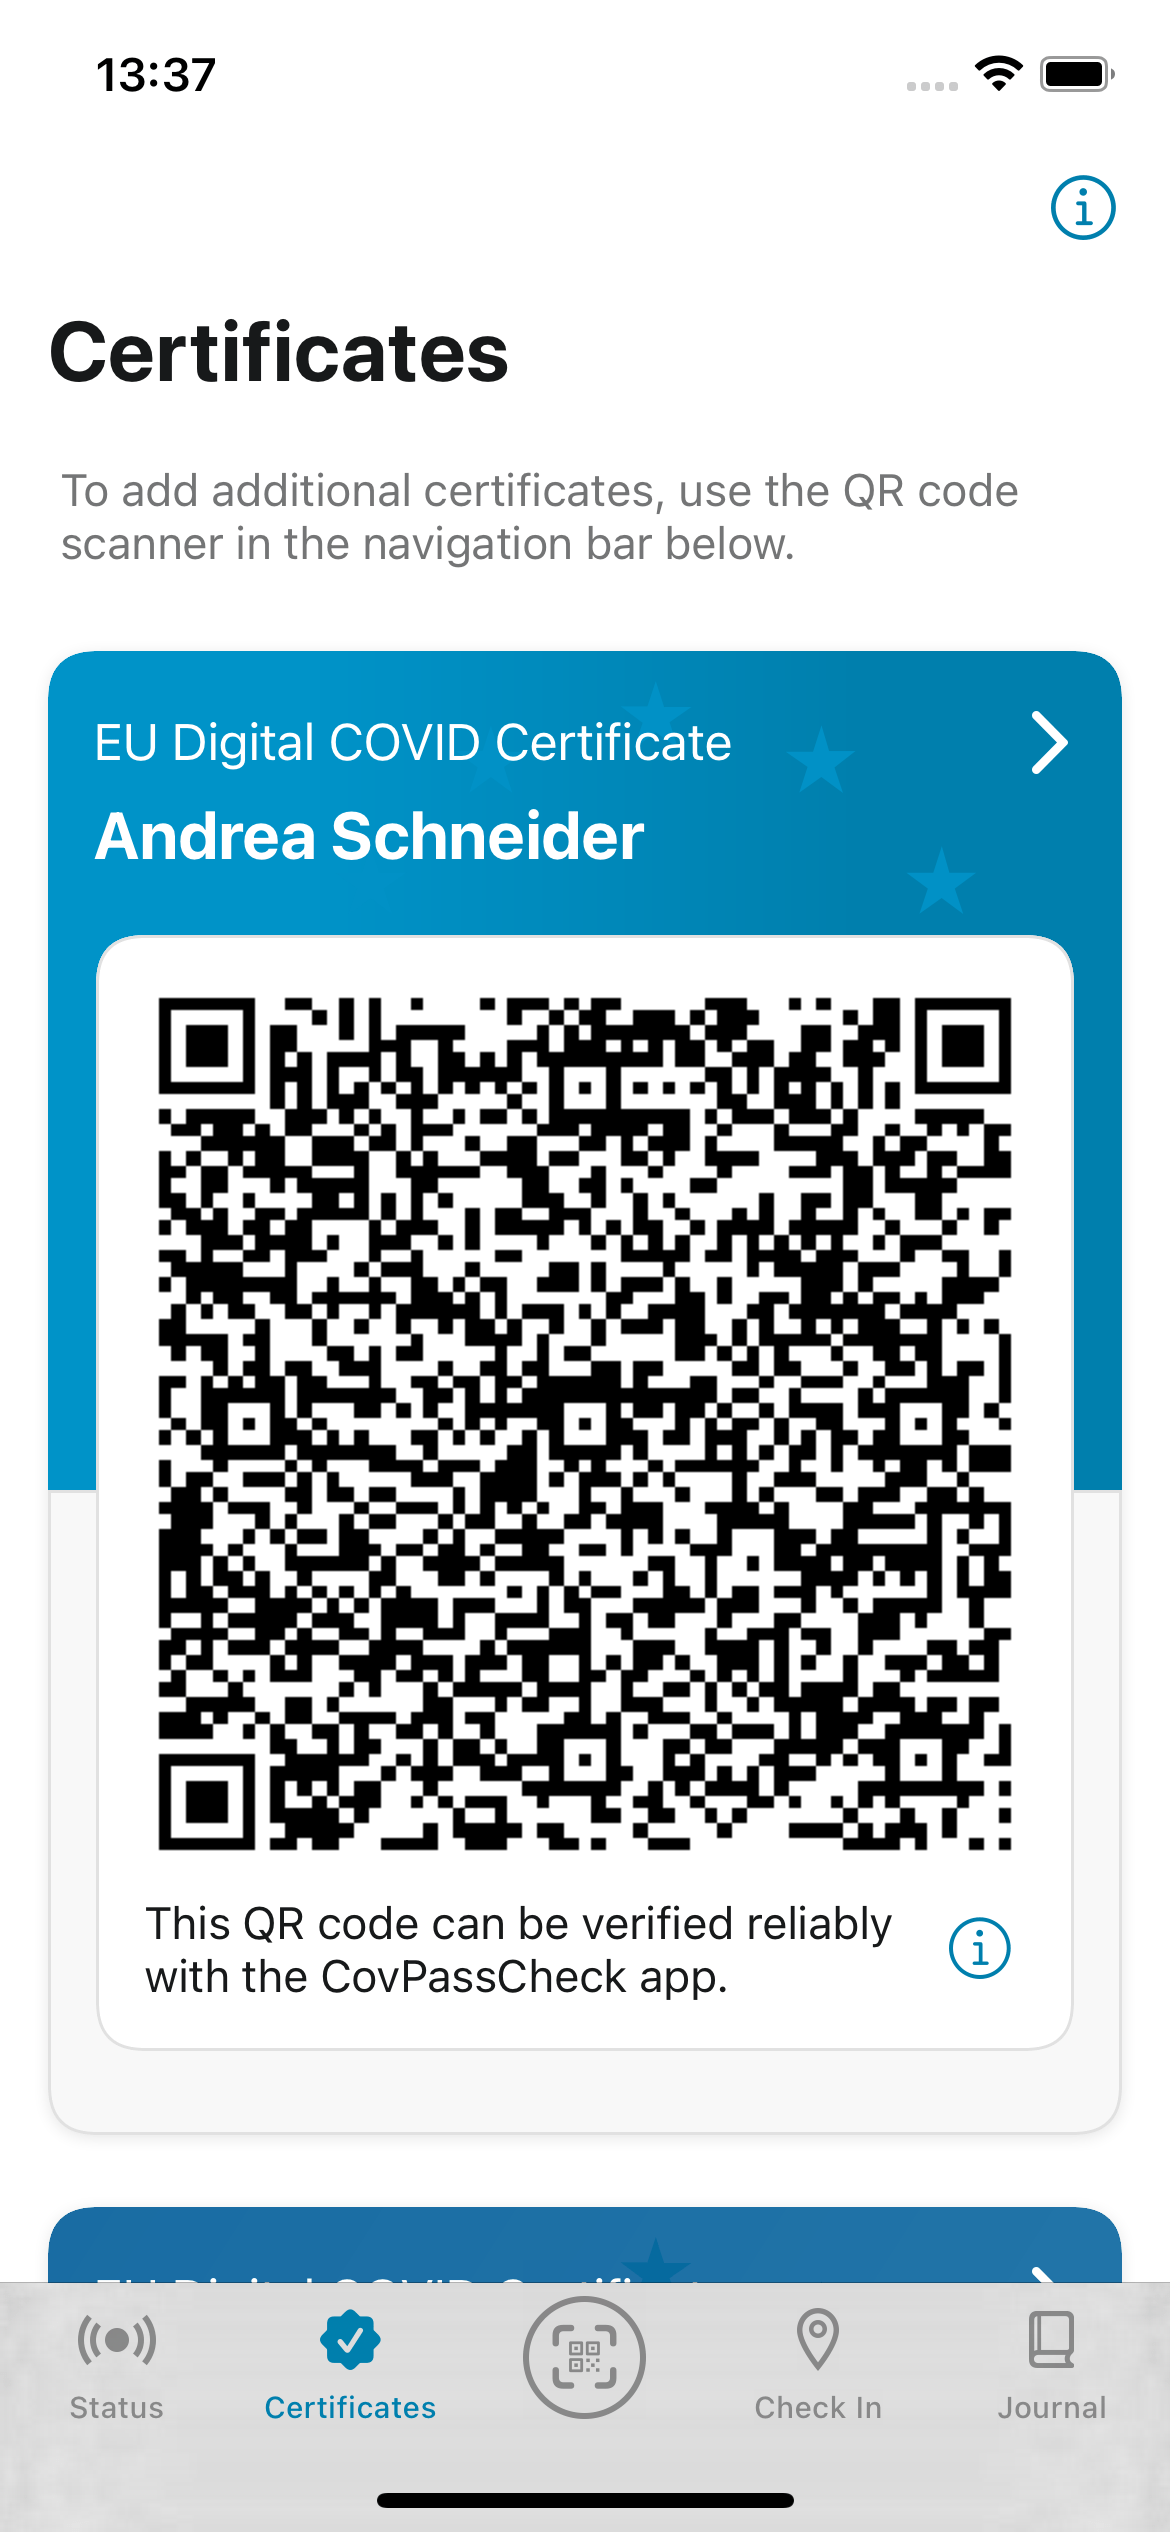 13:37
Certificates
To add additional certificates, use the QR code
scanner in the navigation bar below.
EU Digital COVID Certificate
Andrea Schneider
This QR code can be verified reliably
with the CovPassCheck app.
Status
Certificates
Check In
Journal